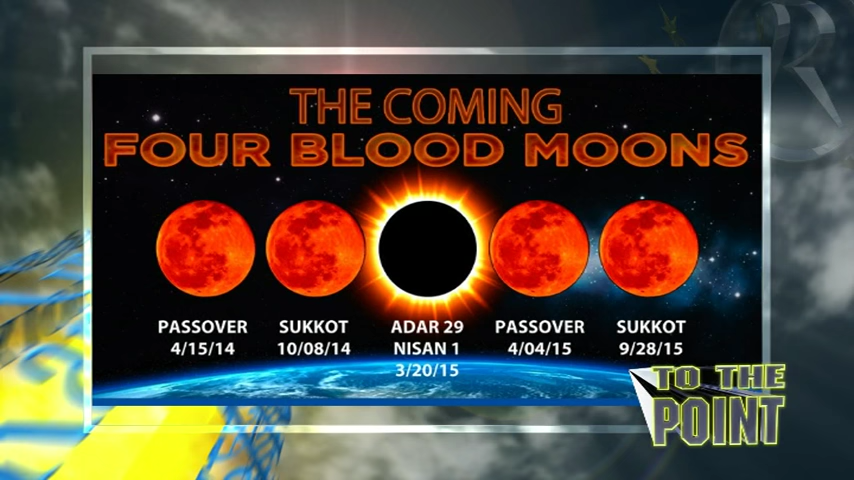 THE COMING
FOUR BLOOD MOONS
PASSOVER
4/15/14
SUKKOT
10/08/14
ADAR 29
NISAN 1
3/20/15
PASSOVER
4/04/15
SUKKOT
9/28/15
TO THE
POINT